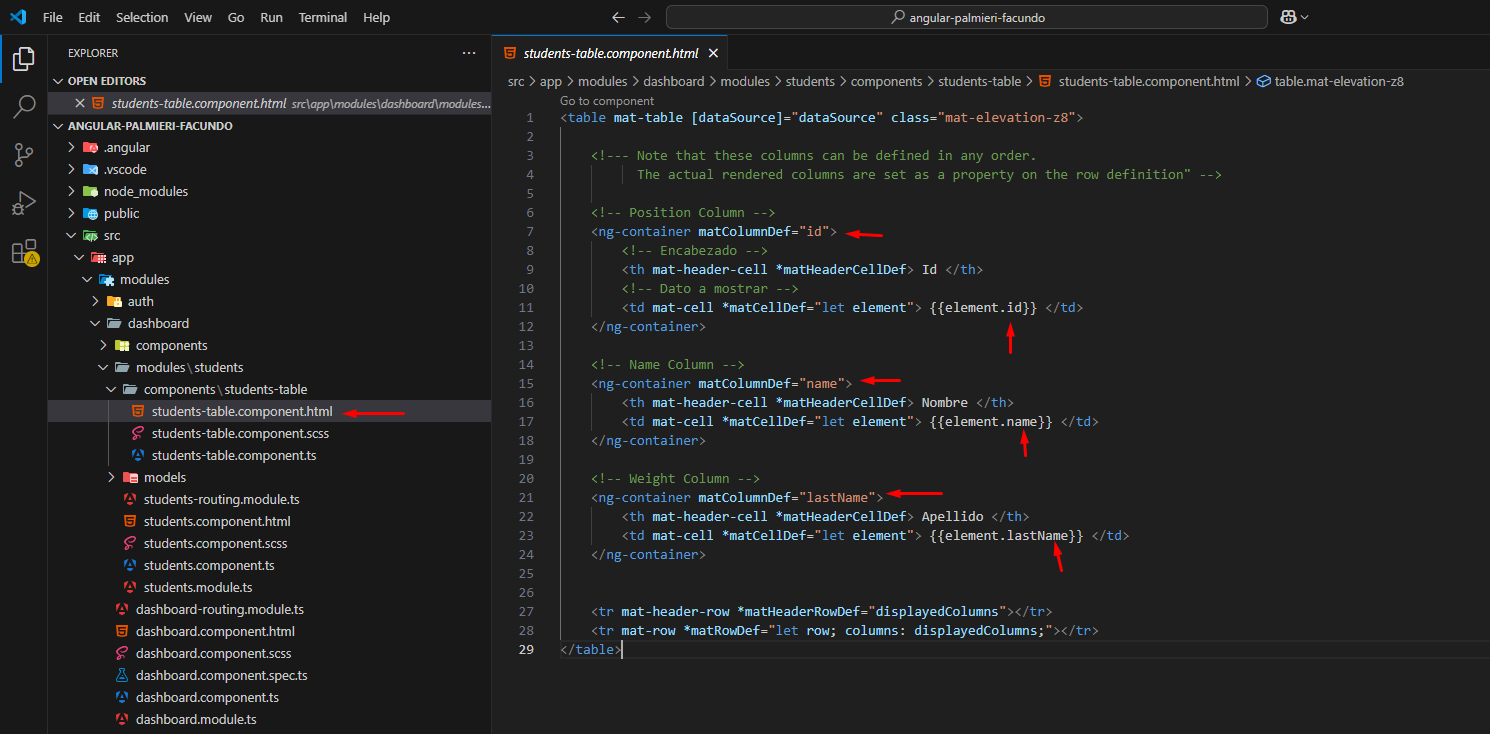 File Edit Selection View Go Run Terminal Help
angular-palmieri-facundo
EXPLORER
OPEN EDITORS
students-table.component.html src\app\modules\dashboard\modules...
ANGULAR-PALMIERI-FACUNDO
.angular
.vscode
node_modules
public
src
app
modules
auth
dashboard
components
modules\students
components\students-table
students-table.component.html
students-table.component.scss
students-table.component.ts
models
students-routing.module.ts
students.component.html
students.component.scss
students.component.ts
students.module.ts
dashboard-routing.module.ts
dashboard.component.html
dashboard.component.scss
dashboard.component.spec.ts
dashboard.component.ts
dashboard.module.ts
students-table.component.html
src > app > modules > dashboard > modules > students > components > students-table > students-table.component.html > table.mat-elevation-z8
Go to component
1 <table mat-table [dataSource]="dataSource" class="mat-elevation-z8">
2
3 <!--- Note that these columns can be defined in any order.
4 The actual rendered columns are set as a property on the row definition" -->
5
6 <!-- Position Column -->
7 <ng-container matColumnDef="id">
8 <!-- Encabezado -->
9 <th mat-header-cell *matHeaderCellDef> Id </th>
10 <!-- Dato a mostrar -->
11 <td mat-cell *matCellDef="let element"> {{element.id}} </td>
12 </ng-container>
13
14 <!-- Name Column -->
15 <ng-container matColumnDef="name">
16 <th mat-header-cell *matHeaderCellDef> Nombre </th>
17 <td mat-cell *matCellDef="let element"> {{element.name}} </td>
18 </ng-container>
19
20 <!-- Weight Column -->
21 <ng-container matColumnDef="lastName">
22 <th mat-header-cell *matHeaderCellDef> Apellido </th>
23 <td mat-cell *matCellDef="let element"> {{element.lastName}} </td>
24 </ng-container>
25
26
27 <tr mat-header-row *matHeaderRowDef="displayedColumns"></tr>
28 <tr mat-row *matRowDef="let row; columns: displayedColumns;"></tr>
29 </table>